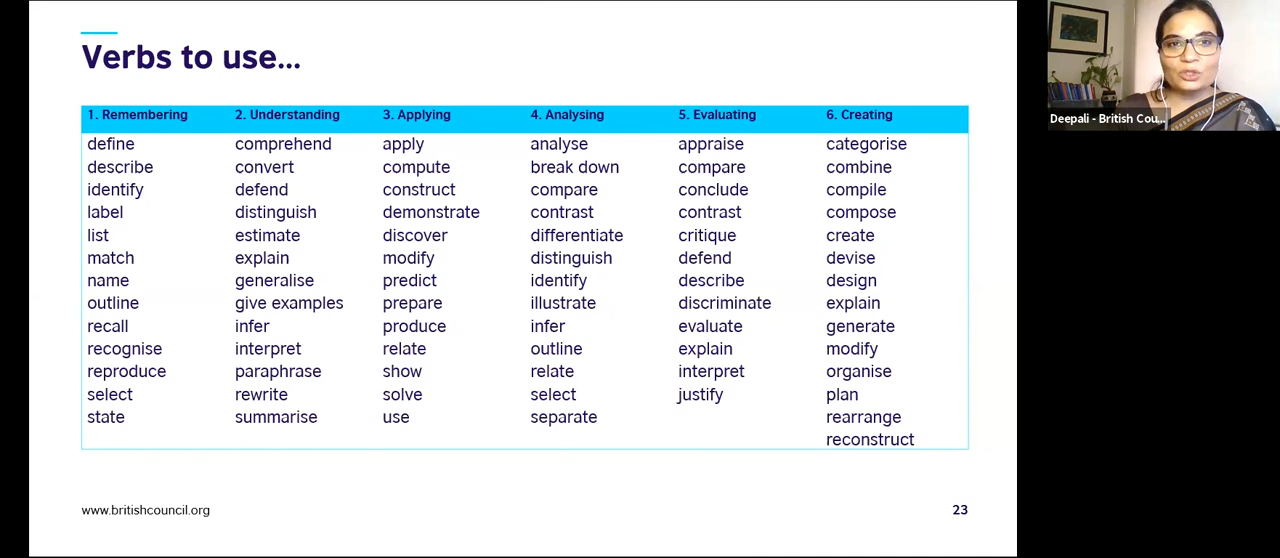 Verbs to use...
1. Remembering 2. Understanding 3. Applying 4. Analysing 5. Evaluating 6. Creating
define comprehend apply analyse appraise categorise
describe convert compute break down compare combine
identify defend construct compare conclude compile
label distinguish demonstrate contrast contrast compose
list estimate discover differentiate critique create
match explain modify distinguish defend devise
name generalise predict identify describe design
outline give examples prepare illustrate discriminate explain
recall infer produce infer evaluate generate
recognise interpret relate outline explain modify
reproduce paraphrase show relate interpret organise
select rewrite solve select justify plan
state summarise use separate rearrange
reconstruct
www.britishcouncil.org 23
Deepali - British Cou...